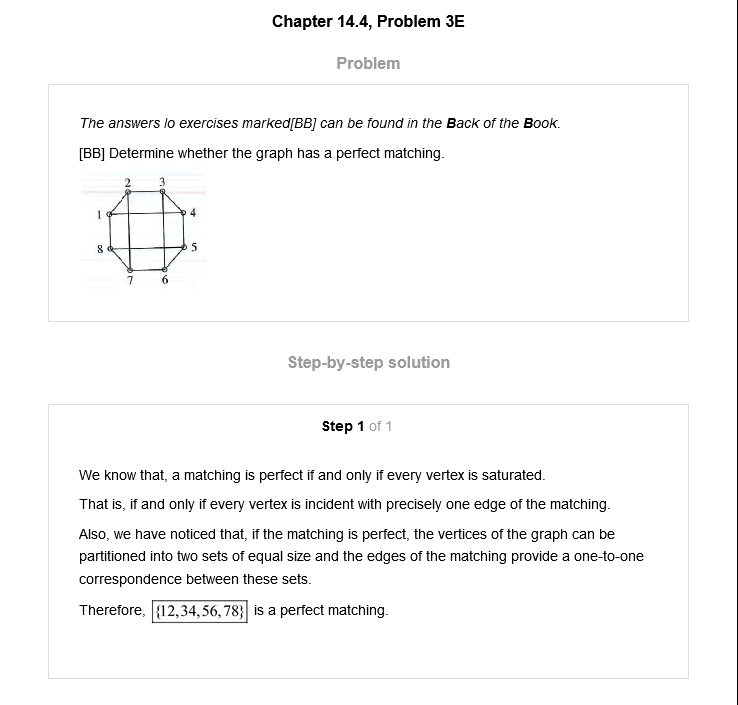 Chapter 14.4, Problem 3E
Problem
The answers lo exercises marked[BB] can be found in the Back of the Book.
[BB] Determine whether the graph has a perfect matching.
2 3
1 4
8 5
7 6
Step-by-step solution
Step 1 of 1
We know that, a matching is perfect if and only if every vertex is saturated.
That is, if and only if every vertex is incident with precisely one edge of the matching.
Also, we have noticed that, if the matching is perfect, the vertices of the graph can be
partitioned into two sets of equal size and the edges of the matching provide a one-to-one
correspondence between these sets.
Therefore, {12,34,56,78} is a perfect matching.